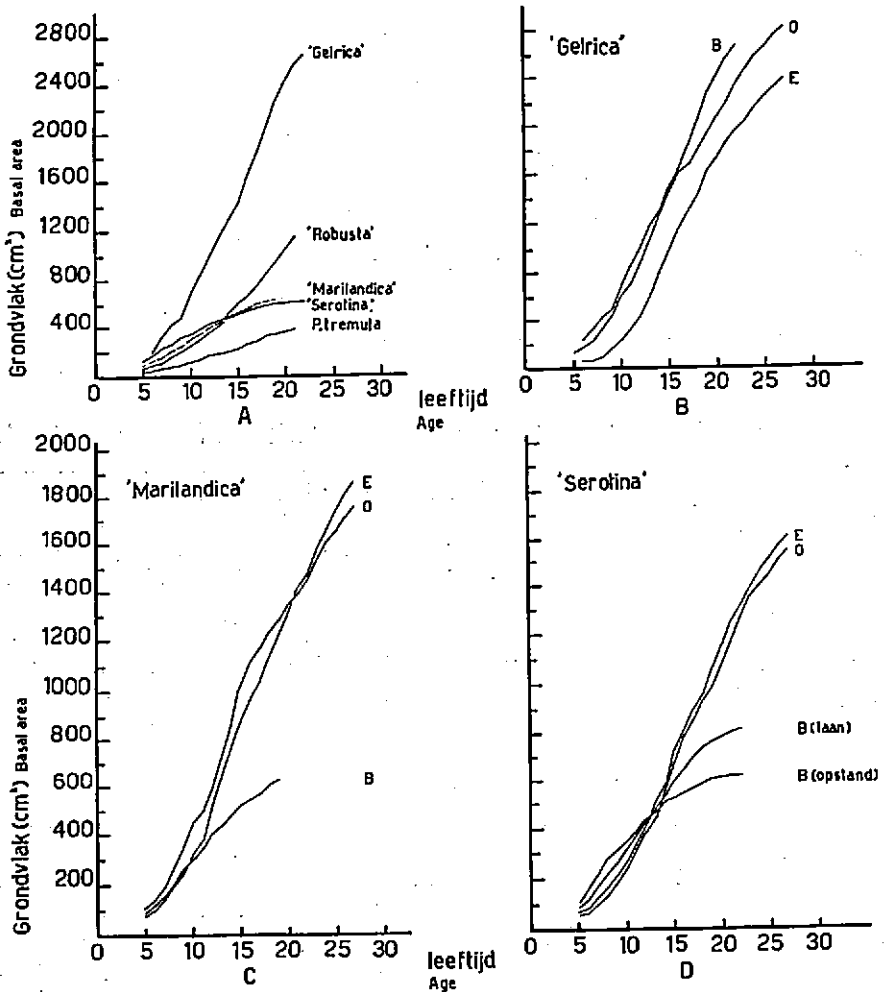 Grondvlak (cm²) Basal area
2800
2400
2000
1600
1200
800
400
0
5 10 15 20 25 30
'Gelrica'
'Robusta'
'Marilandica'
'Serotina'
P. tremula
A
leeftijd
Age
'Gelrica'
B
O
E
0 5 10 15 20 25 30
B
Grondvlak (cm²) Basal area
2000
1800
1600
1400
1200
1000
800
600
400
200
0 5 10 15 20 25 30
'Marilandica'
E
O
B
C
leeftijd
Age
'Serotina'
E
O
B (laan)
B (opstand)
0 5 10 15 20 25 30
D